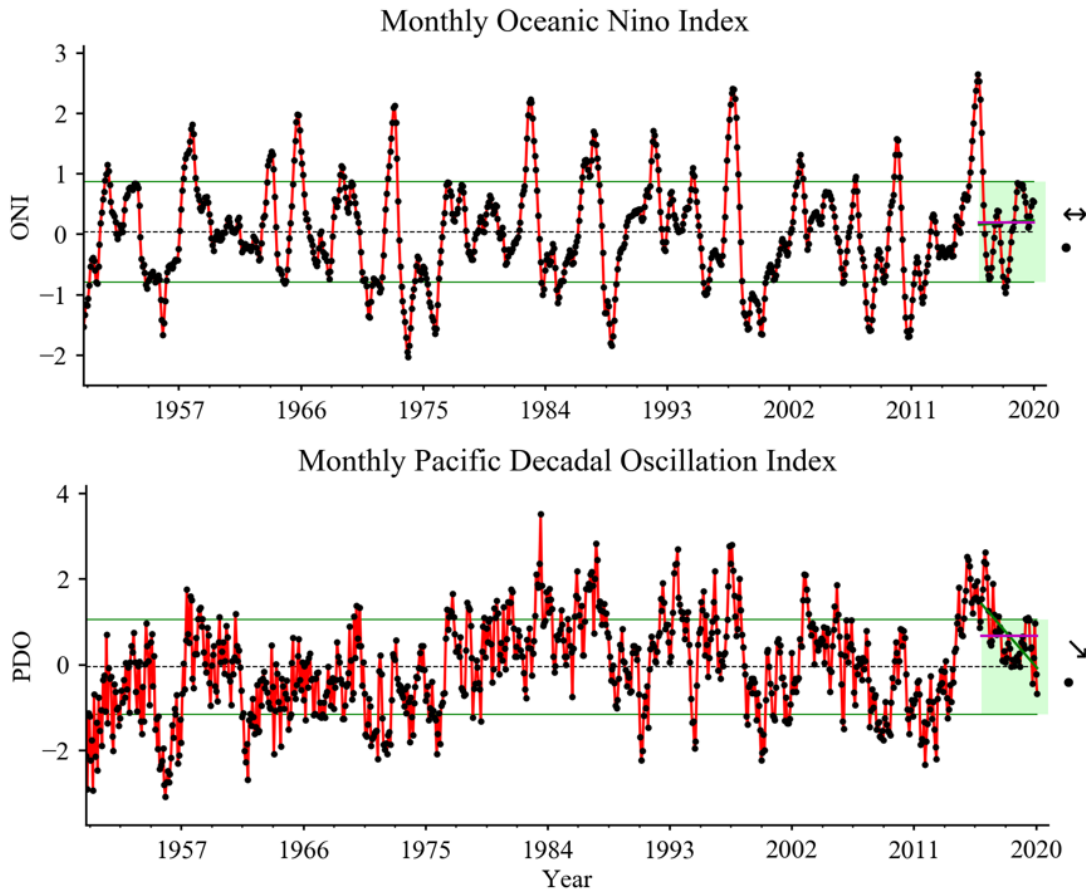 Monthly Oceanic Nino Index
3
2
1
0
−1
−2
ONI
1957 1966 1975 1984 1993 2002 2011 2020
Monthly Pacific Decadal Oscillation Index
4
2
0
−2
PDO
1957 1966 1975 1984 1993 2002 2011 2020
Year